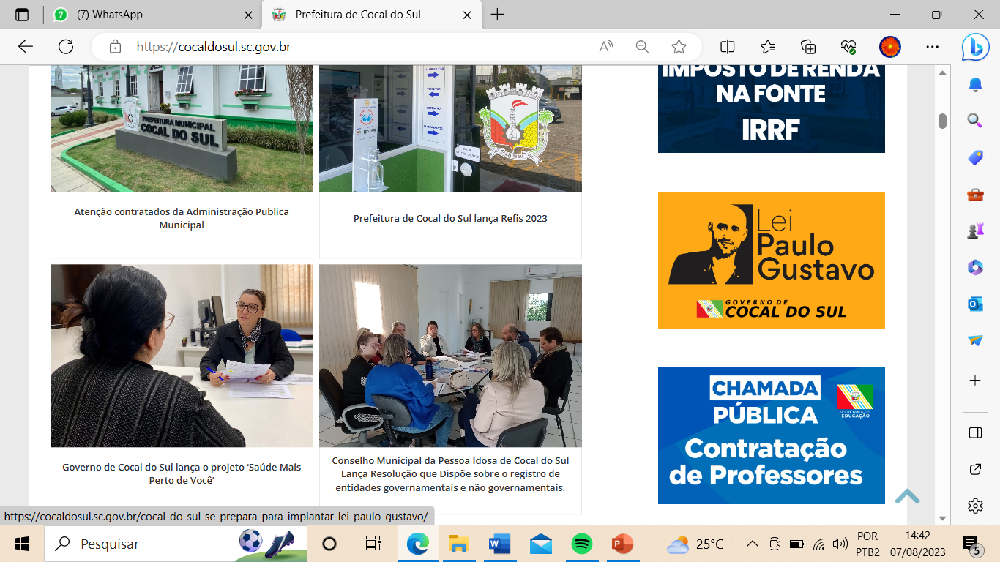 (7) WhatsApp
Prefeitura de Cocal do Sul
https://cocaldosul.sc.gov.br
PREFEITURA MUNICIPAL
COCAL DO SUL
IMPOSTO DE RENDA
NA FONTE
IRRF
Atenção contratados da Administração Publica
Municipal
Prefeitura de Cocal do Sul lança Refis 2023
Lei
Paulo
Gustavo
GOVERNO DE
COCAL DO SUL
Governo de Cocal do Sul lança o projeto ‘Saúde Mais
Perto de Você’
Conselho Municipal da Pessoa Idosa de Cocal do Sul
Lança Resolução que Dispõe sobre o registro de
entidades governamentais e não governamentais.
CHAMADA
PÚBLICA
SECRETARIA DE
EDUCAÇÃO
Contratação
de Professores
https://cocaldosul.sc.gov.br/cocal-do-sul-se-prepara-para-implantar-lei-paulo-gustavo/
Pesquisar
25°C
POR
PTB2
14:42
07/08/2023
5